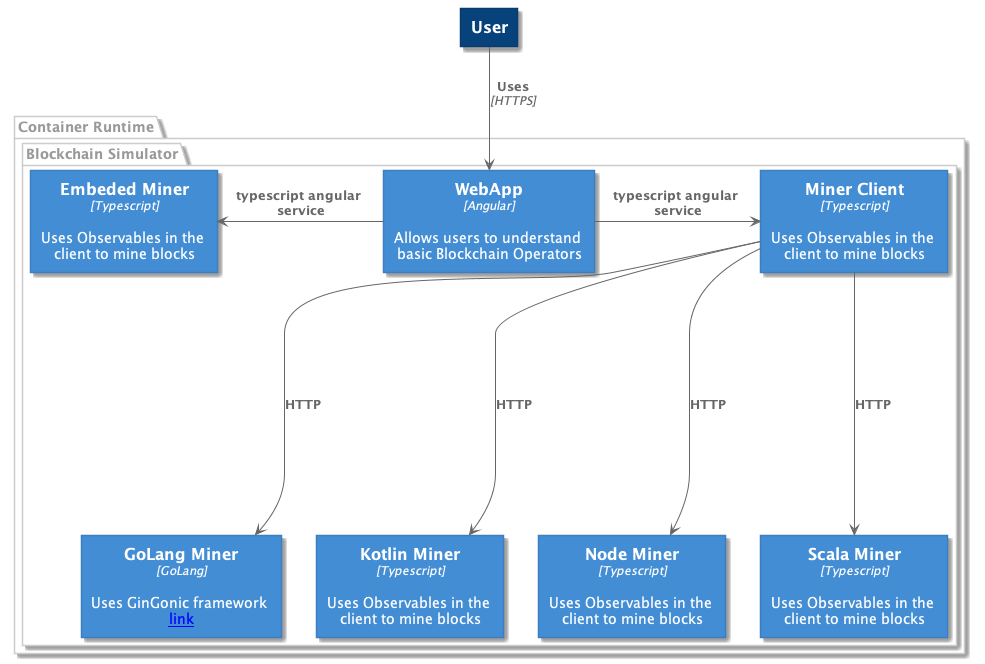 User
Uses
[HTTPS]
Container Runtime
Blockchain Simulator
Embeded Miner
[Typescript]
Uses Observables in the
client to mine blocks
typescript angular
service
WebApp
[Angular]
Allows users to understand
basic Blockchain Operators
typescript angular
service
Miner Client
[Typescript]
Uses Observables in the
client to mine blocks
HTTP
HTTP
HTTP
HTTP
GoLang Miner
[GoLang]
Uses GinGonic framework
link
Kotlin Miner
[Typescript]
Uses Observables in the
client to mine blocks
Node Miner
[Typescript]
Uses Observables in the
client to mine blocks
Scala Miner
[Typescript]
Uses Observables in the
client to mine blocks